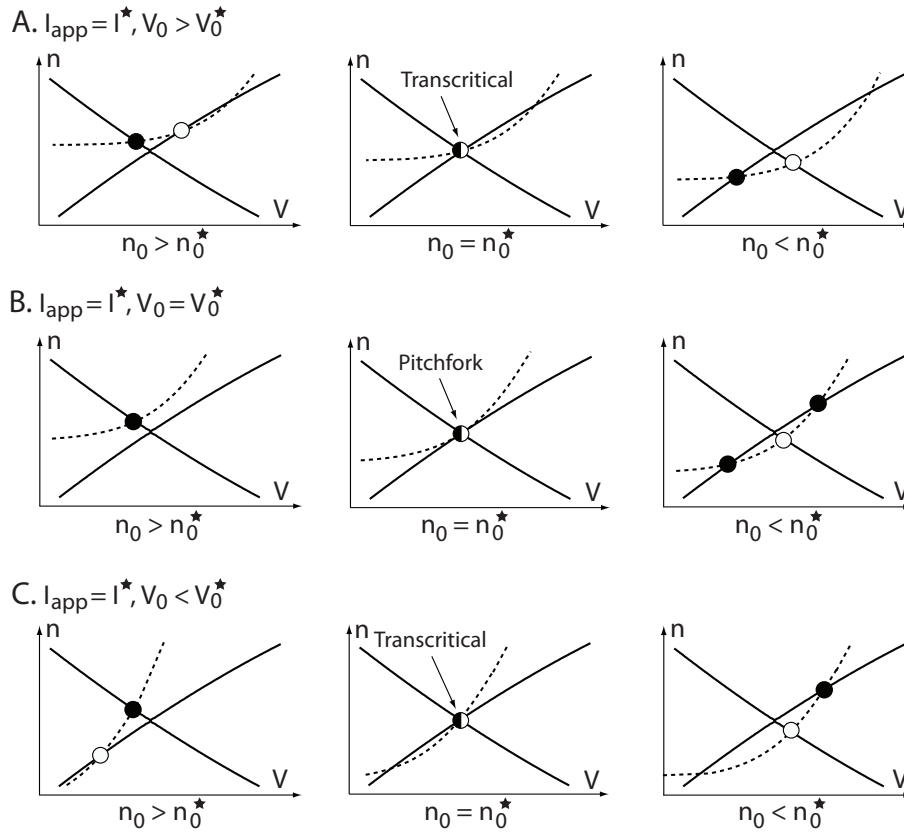 A. I_app = I★, V_0 > V_0★
n
n
Transcritical
n
V
V
V
n_0 > n_0★
n_0 = n_0★
n_0 < n_0★
B. I_app = I★, V_0 = V_0★
n
n
Pitchfork
n
V
V
V
n_0 > n_0★
n_0 = n_0★
n_0 < n_0★
C. I_app = I★, V_0 < V_0★
n
n
Transcritical
n
V
V
V
n_0 > n_0★
n_0 = n_0★
n_0 < n_0★